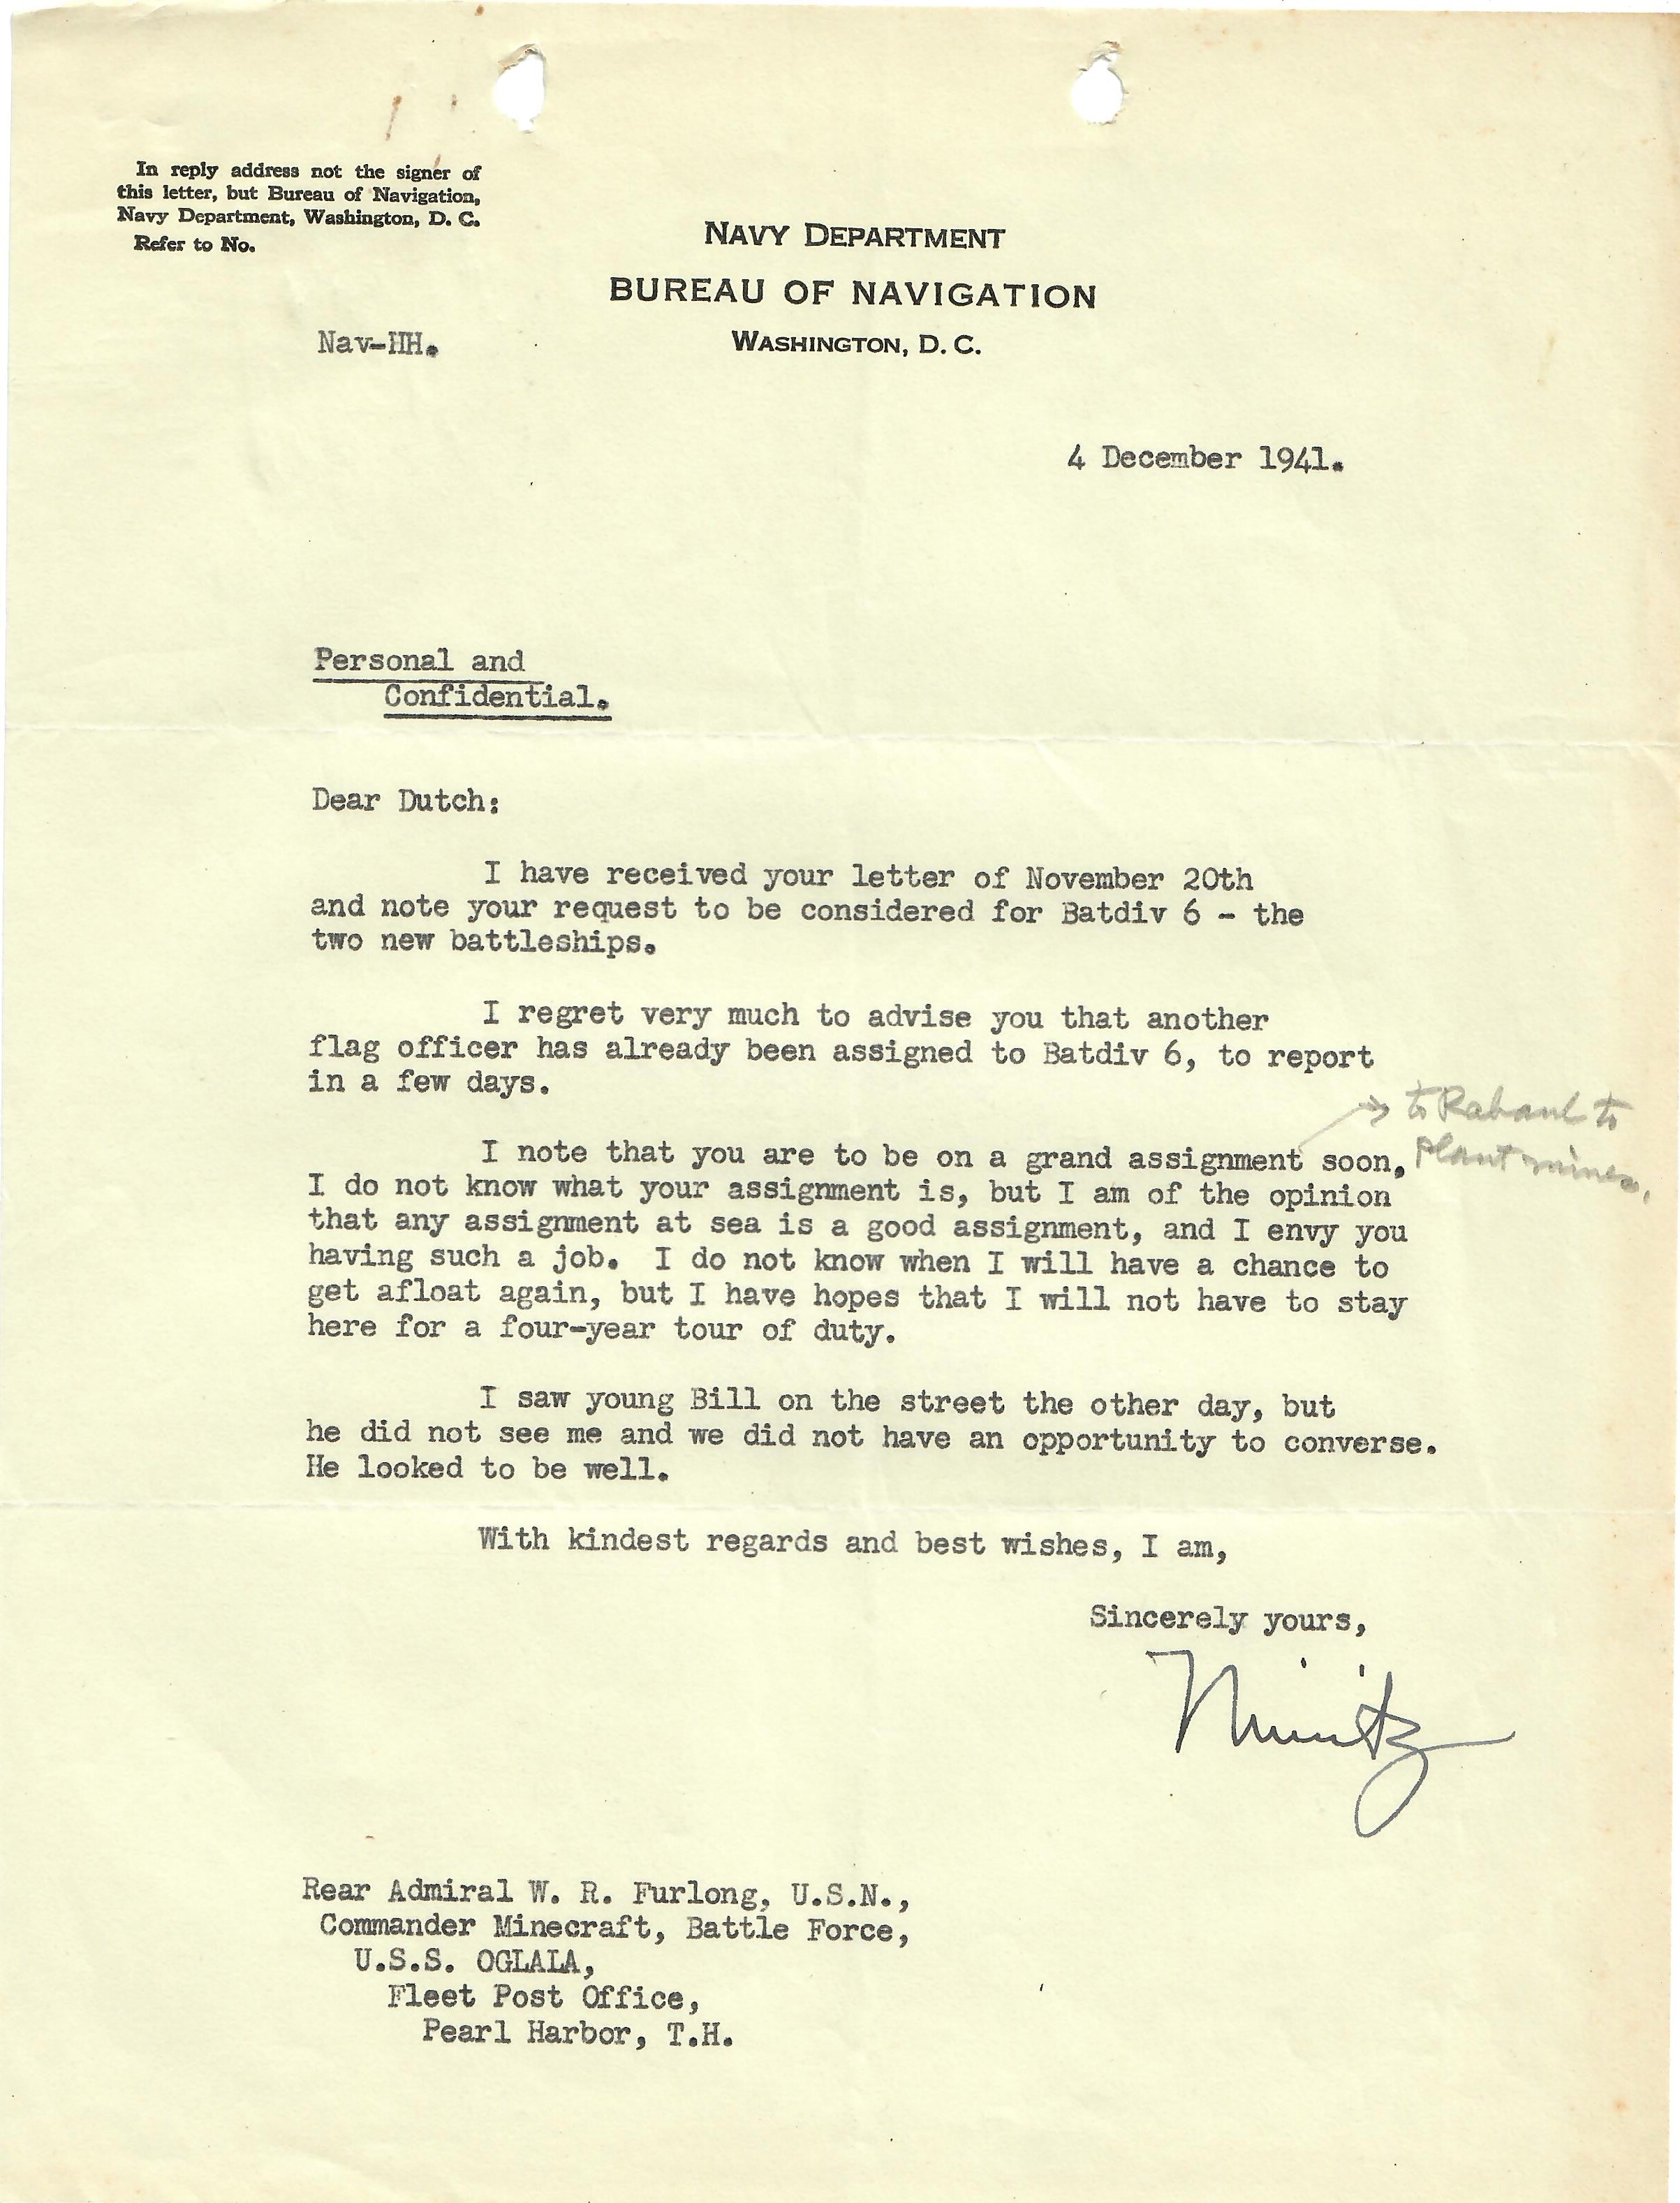 In reply address not the signer of
this letter, but Bureau of Navigation,
Navy Department, Washington, D. C.
Refer to No.
NAVY DEPARTMENT
BUREAU OF NAVIGATION
WASHINGTON, D. C.
Nav-HH.
4 December 1941.
Personal and
Confidential.
Dear Dutch:
I have received your letter of November 20th
and note your request to be considered for Batdiv 6 - the
two new battleships.
I regret very much to advise you that another
flag officer has already been assigned to Batdiv 6, to report
in a few days.
→ to Rabaul to
plant mines.
I note that you are to be on a grand assignment soon.
I do not know what your assignment is, but I am of the opinion
that any assignment at sea is a good assignment, and I envy you
having such a job. I do not know when I will have a chance to
get afloat again, but I have hopes that I will not have to stay
here for a four-year tour of duty.
I saw young Bill on the street the other day, but
he did not see me and we did not have an opportunity to converse.
He looked to be well.
With kindest regards and best wishes, I am,
Sincerely yours,
Nimitz
Rear Admiral W. R. Furlong, U.S.N.,
Commander Minecraft, Battle Force,
U.S.S. OGLALA,
Fleet Post Office,
Pearl Harbor, T.H.